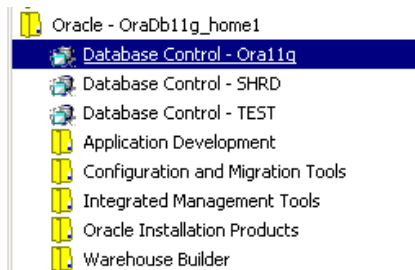 Oracle - OraDb11g_home1
Database Control - Ora11g
Database Control - SHRD
Database Control - TEST
Application Development
Configuration and Migration Tools
Integrated Management Tools
Oracle Installation Products
Warehouse Builder